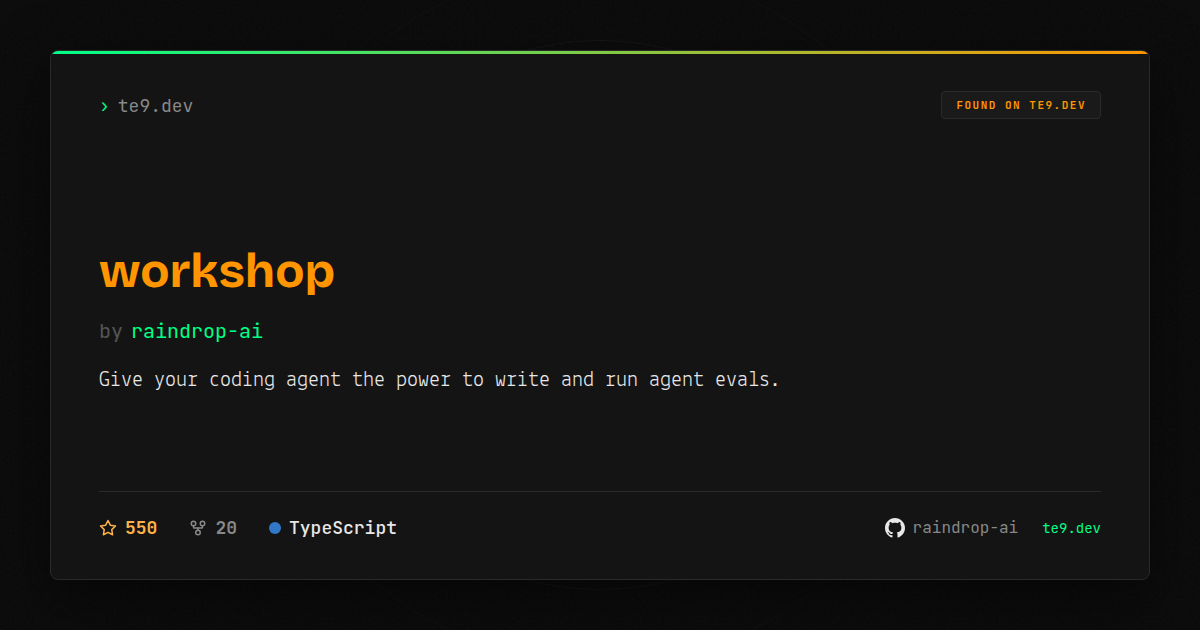 › te9.dev
FOUND ON TE9.DEV
workshop
by raindrop-ai
Give your coding agent the power to write and run agent evals.
550 20 TypeScript
raindrop-ai te9.dev